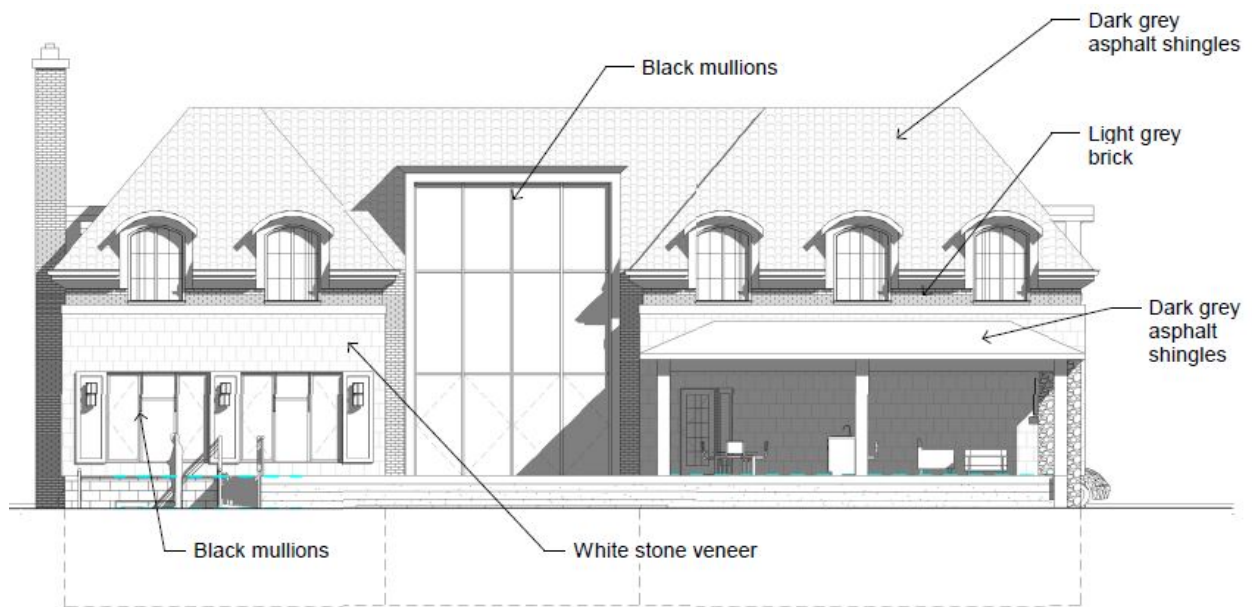 Dark grey
asphalt shingles
Black mullions
Light grey
brick
Dark grey
asphalt
shingles
Black mullions
White stone veneer